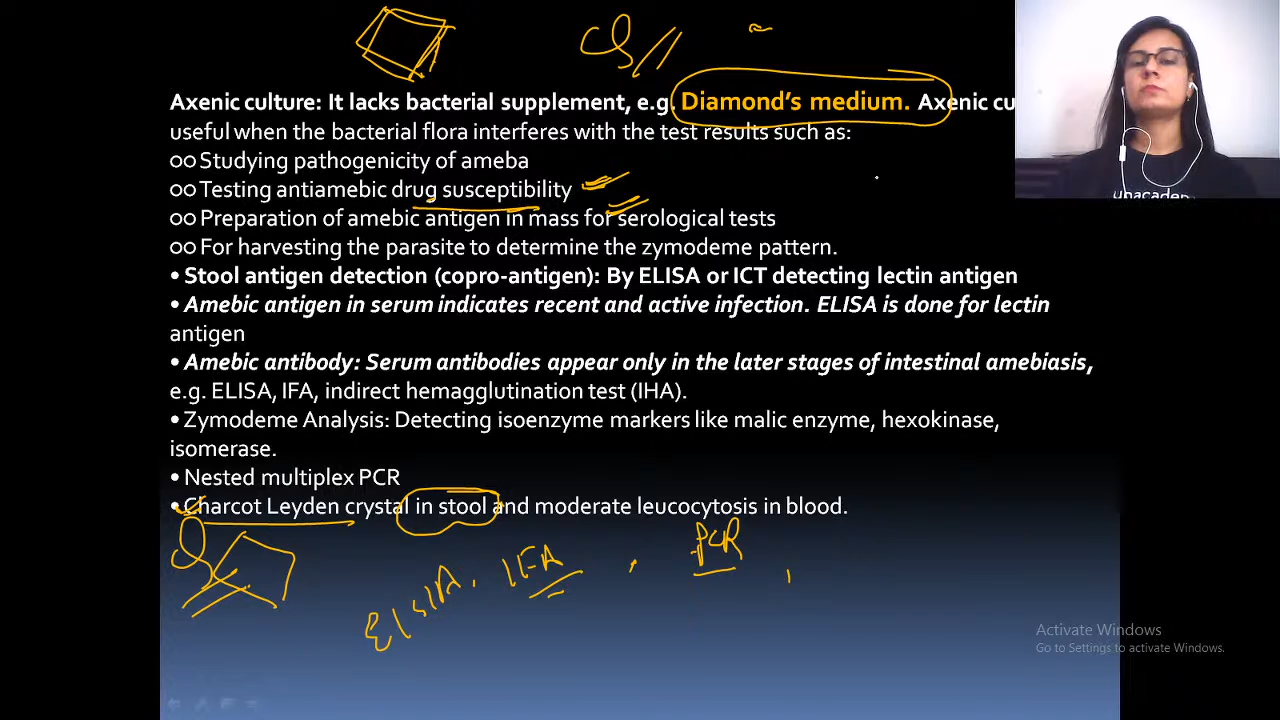 Axenic culture: It lacks bacterial supplement, e.g. Diamond's medium. Axenic cu
useful when the bacterial flora interferes with the test results such as:
oo Studying pathogenicity of ameba
oo Testing antiamebic drug susceptibility
oo Preparation of amebic antigen in mass for serological tests
oo For harvesting the parasite to determine the zymodeme pattern.
• Stool antigen detection (copro-antigen): By ELISA or ICT detecting lectin antigen
• Amebic antigen in serum indicates recent and active infection. ELISA is done for lectin
antigen
• Amebic antibody: Serum antibodies appear only in the later stages of intestinal amebiasis,
e.g. ELISA, IFA, indirect hemagglutination test (IHA).
• Zymodeme Analysis: Detecting isoenzyme markers like malic enzyme, hexokinase,
isomerase.
• Nested multiplex PCR
• Charcot Leyden crystal in stool and moderate leucocytosis in blood.
IFA, PCR
unacadem
Activate Windows
Go to Settings to activate Windows.